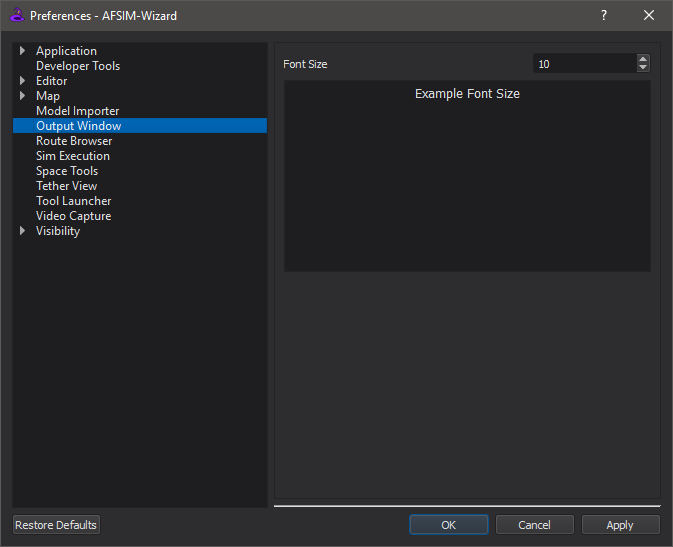 Preferences - AFSIM-Wizard
?
Application
Developer Tools
Editor
Map
Model Importer
Output Window
Route Browser
Sim Execution
Space Tools
Tether View
Tool Launcher
Video Capture
Visibility
Font Size
10
Example Font Size
Restore Defaults
OK
Cancel
Apply